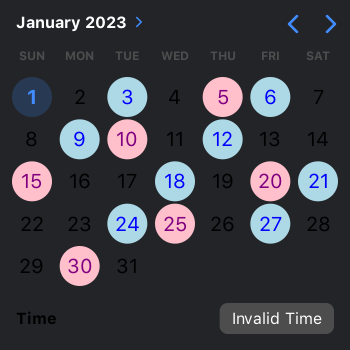 January 2023 >
SUN MON TUE WED THU FRI SAT
1 2 3 4 5 6 7
8 9 10 11 12 13 14
15 16 17 18 19 20 21
22 23 24 25 26 27 28
29 30 31
Time Invalid Time